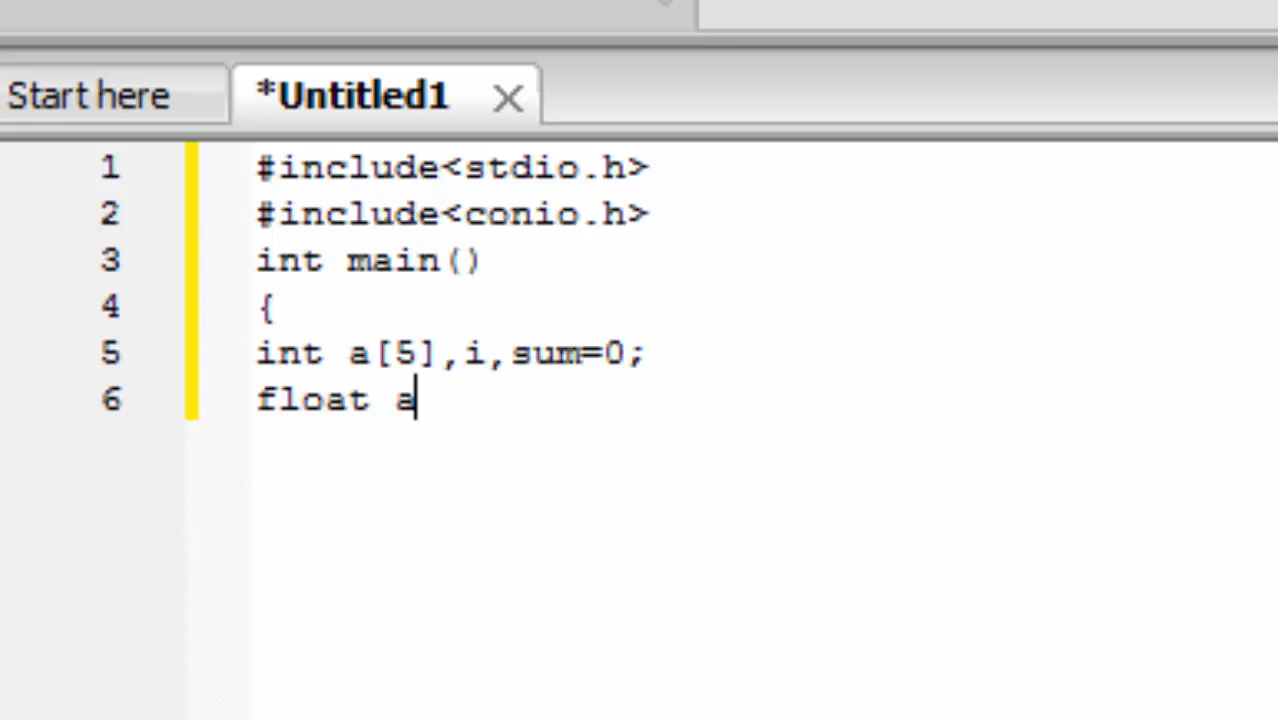 Start here
*Untitled1
1 #include<stdio.h>
2 #include<conio.h>
3 int main()
4 {
5 int a[5],i,sum=0;
6 float a